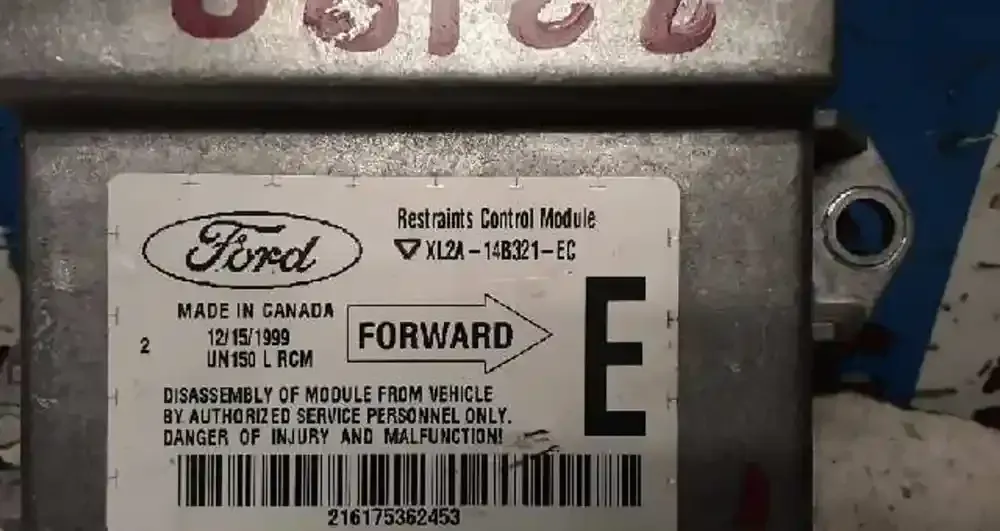 Ford
Restraints Control Module
XL2A-14B321-EC
MADE IN CANADA
12/15/1999
UN150 L RCM
2
FORWARD
E
DISASSEMBLY OF MODULE FROM VEHICLE
BY AUTHORIZED SERVICE PERSONNEL ONLY.
DANGER OF INJURY AND MALFUNCTION!
216175362453